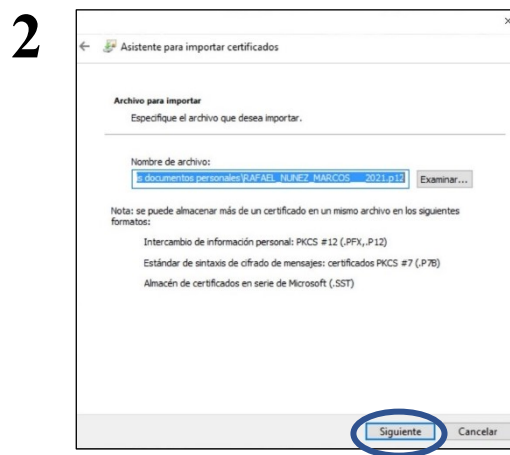 2
Asistente para importar certificados
Archivo para importar
Especifique el archivo que desea importar.
Nombre de archivo:
s documentos personales\RAFAEL_NUNEZ_MARCOS___2021.p12 Examinar...
Nota: se puede almacenar más de un certificado en un mismo archivo en los siguientes
formatos:
Intercambio de información personal: PKCS #12 (.PFX,.P12)
Estándar de sintaxis de cifrado de mensajes: certificados PKCS #7 (.P7B)
Almacén de certificados en serie de Microsoft (.SST)
Siguiente Cancelar